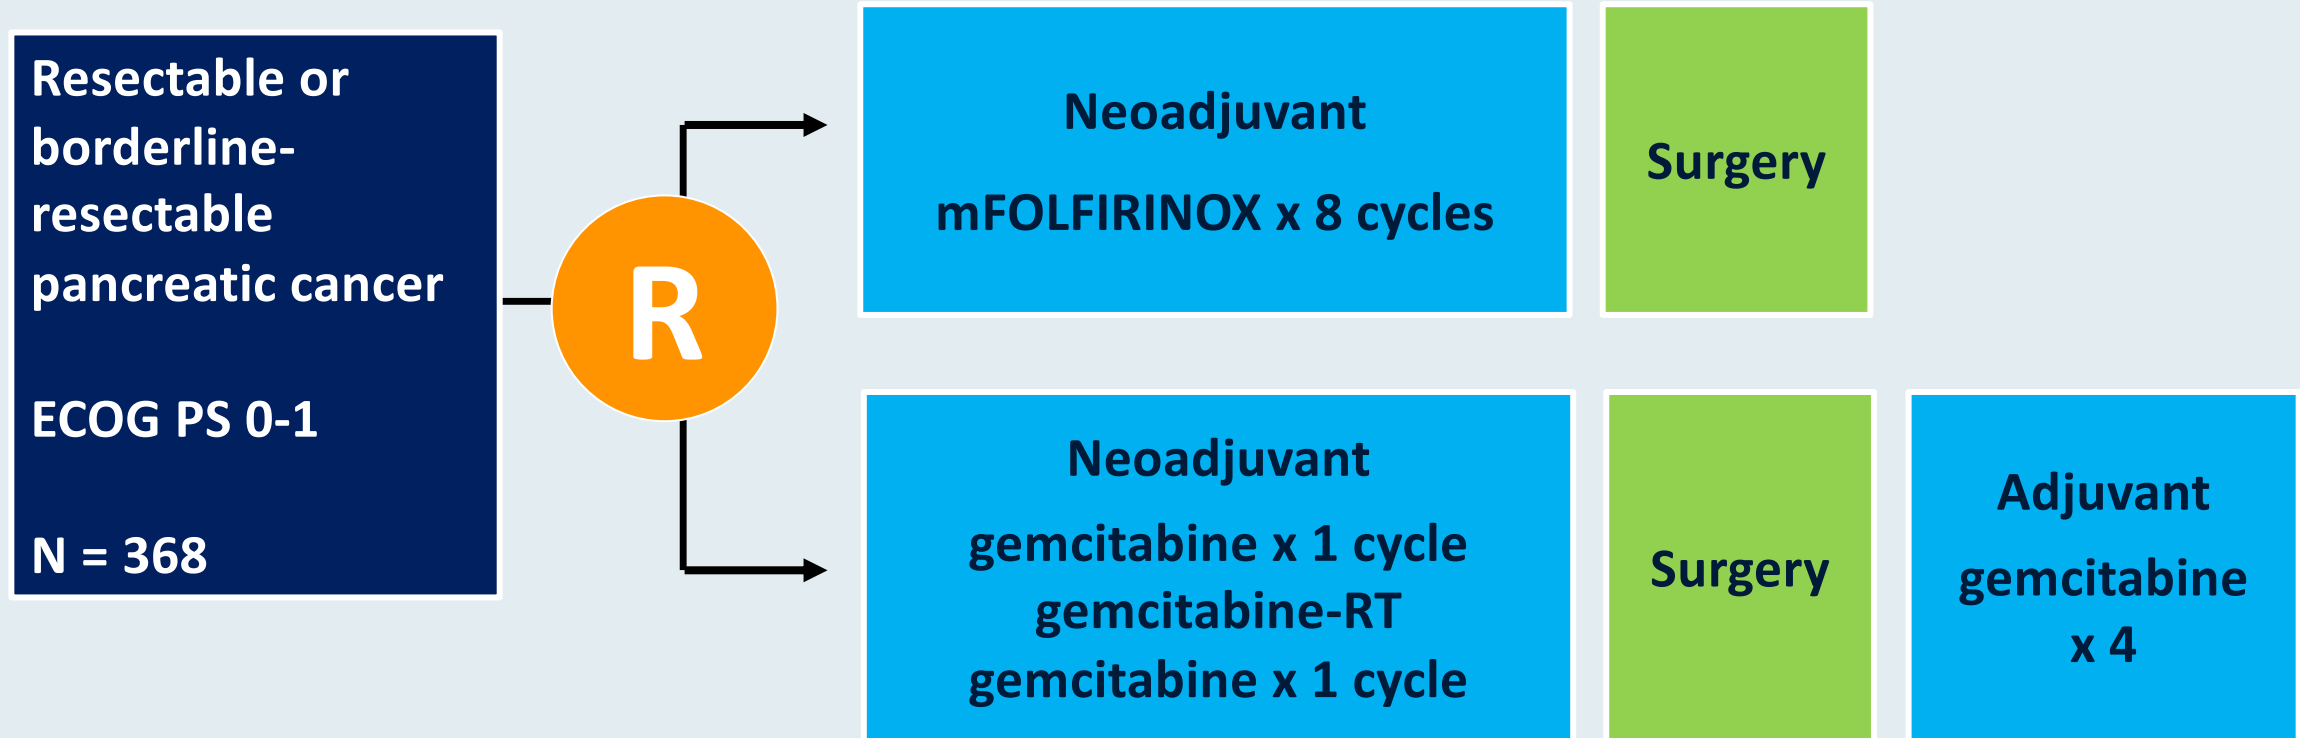 Resectable or
borderline-
resectable
pancreatic cancer
ECOG PS 0-1
N = 368
R
Neoadjuvant
mFOLFIRINOX x 8 cycles
Surgery
Neoadjuvant
gemcitabine x 1 cycle
gemcitabine-RT
gemcitabine x 1 cycle
Surgery
Adjuvant
gemcitabine
x 4